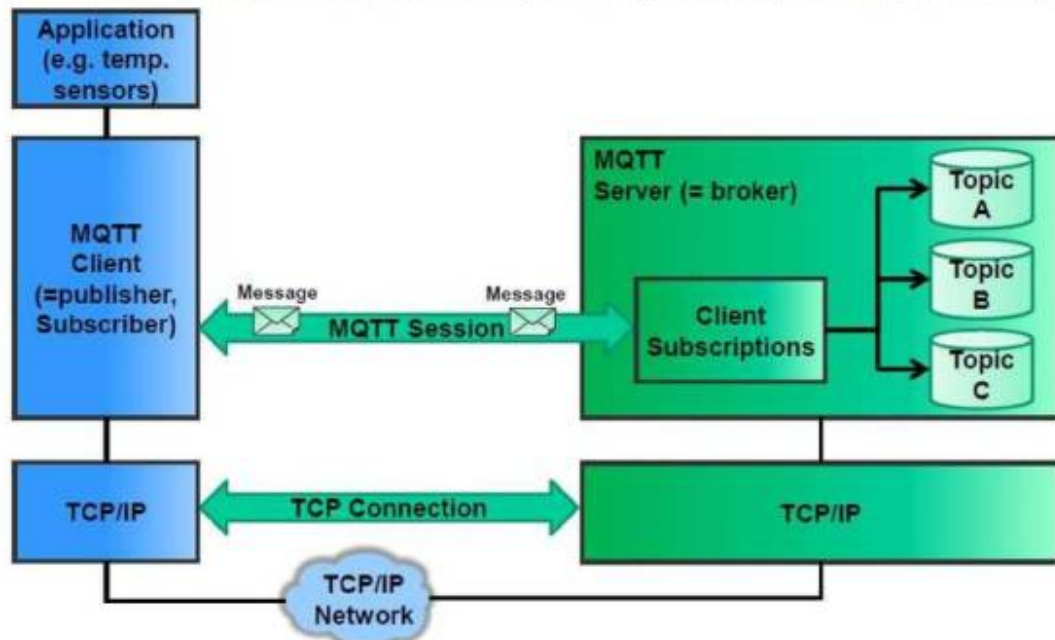 Application
(e.g. temp.
sensors)
MQTT
Client
(=publisher,
Subscriber)
Message
Message
MQTT Session
MQTT
Server (= broker)
Client
Subscriptions
Topic
A
Topic
B
Topic
C
TCP/IP
TCP Connection
TCP/IP
TCP/IP
Network